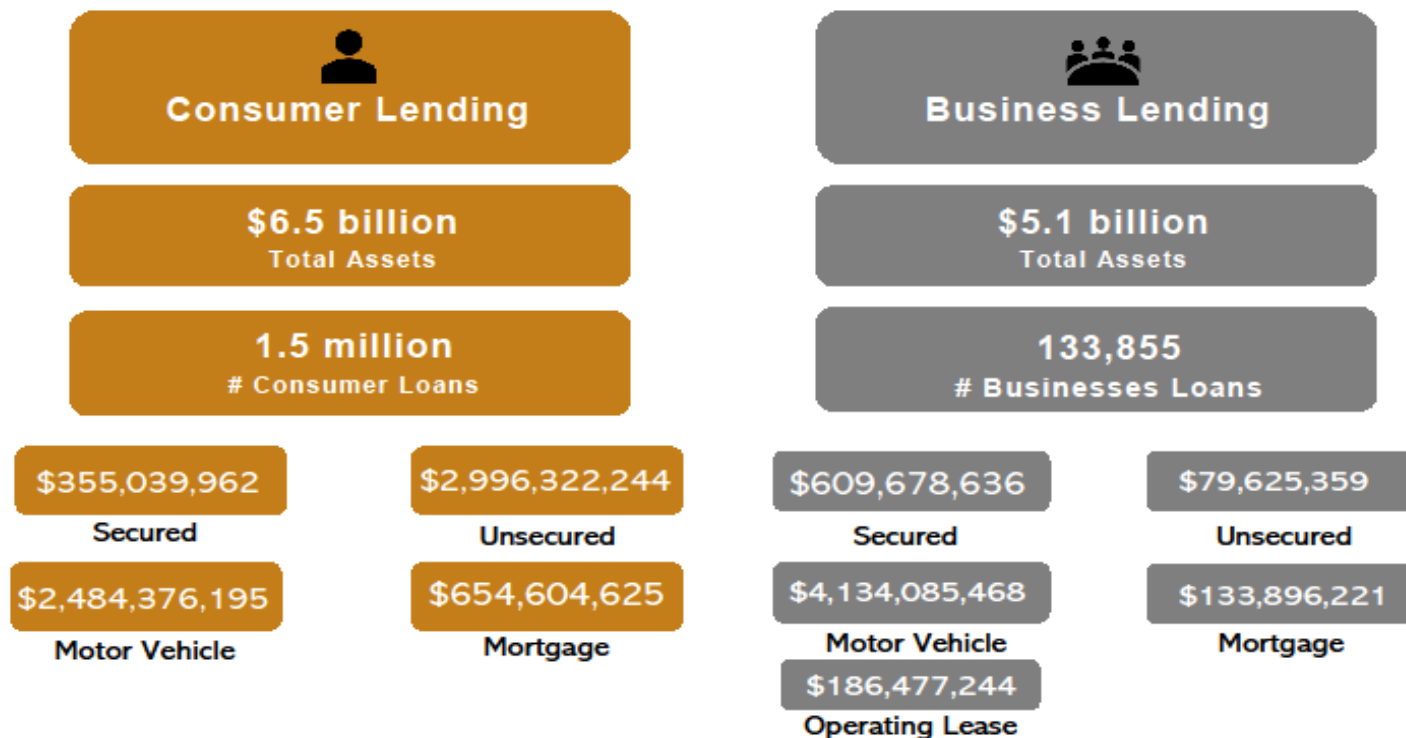 Consumer Lending
$6.5 billion
Total Assets
1.5 million
# Consumer Loans
$355,039,962
Secured
$2,996,322,244
Unsecured
$2,484,376,195
Motor Vehicle
$654,604,625
Mortgage
Business Lending
$5.1 billion
Total Assets
133,855
# Businesses Loans
$609,678,636
Secured
$79,625,359
Unsecured
$4,134,085,468
Motor Vehicle
$133,896,221
Mortgage
$186,477,244
Operating Lease